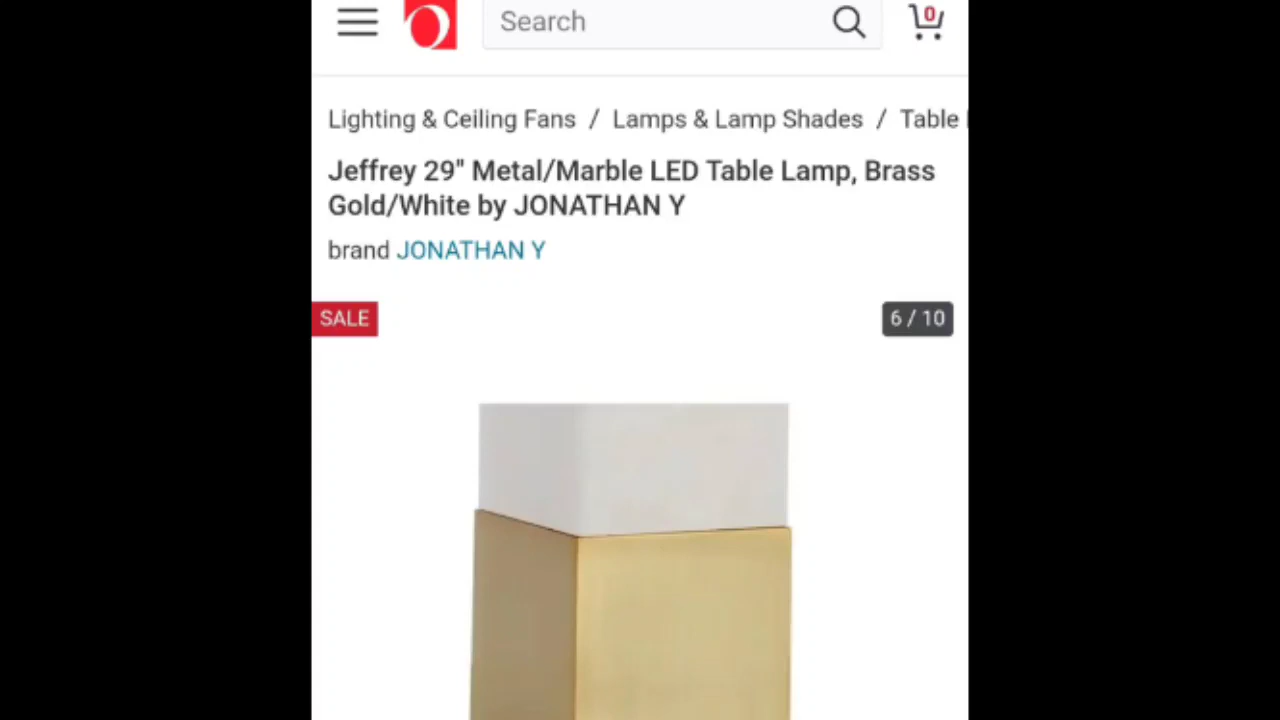 Search
0
Lighting & Ceiling Fans / Lamps & Lamp Shades / Table
Jeffrey 29" Metal/Marble LED Table Lamp, Brass
Gold/White by JONATHAN Y
brand JONATHAN Y
SALE
6 / 10